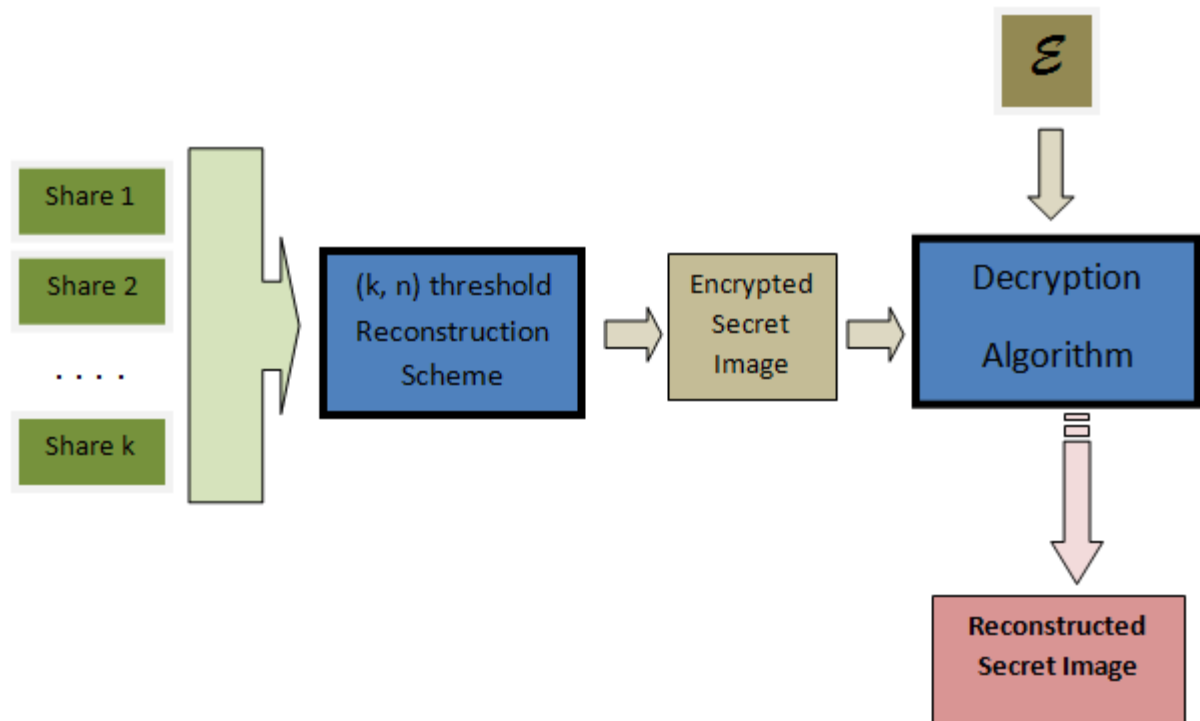 ℰ
Share 1
Share 2
. . . .
Share k
(k, n) threshold
Reconstruction
Scheme
Encrypted
Secret
Image
Decryption
Algorithm
Reconstructed
Secret Image